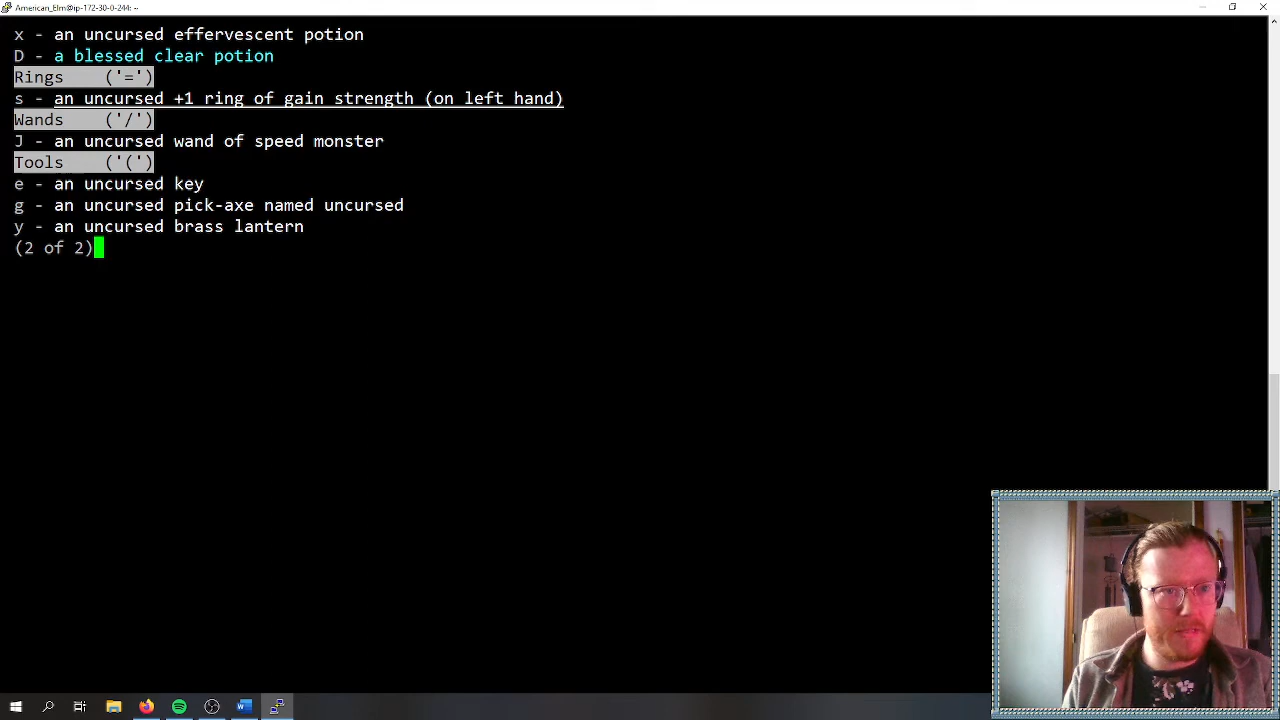 American_Elm@ip-172-30-0-244: ~
x - an uncursed effervescent potion
D - a blessed clear potion
Rings ('=')
s - an uncursed +1 ring of gain strength (on left hand)
Wands ('/')
J - an uncursed wand of speed monster
Tools ('(')
e - an uncursed key
g - an uncursed pick-axe named uncursed
y - an uncursed brass lantern
(2 of 2)